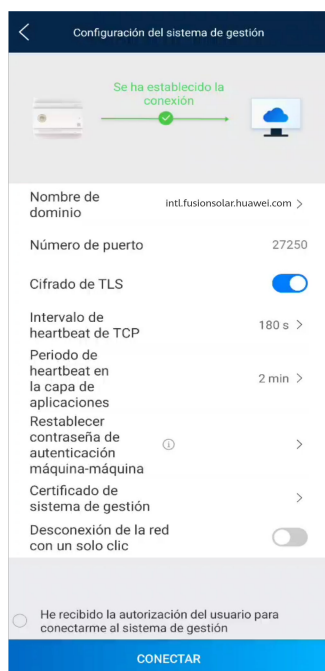 Configuración del sistema de gestión
Se ha establecido la
conexión
Nombre de
dominio
intl.fusionsolar.huawei.com >
Número de puerto
27250
Cifrado de TLS
Intervalo de
heartbeat de TCP
180 s >
Periodo de
heartbeat en
la capa de
aplicaciones
2 min >
Restablecer
contraseña de
autenticación
máquina-máquina
Certificado de
sistema de gestión
Desconexión de la red
con un solo clic
He recibido la autorización del usuario para
conectarme al sistema de gestión
CONECTAR